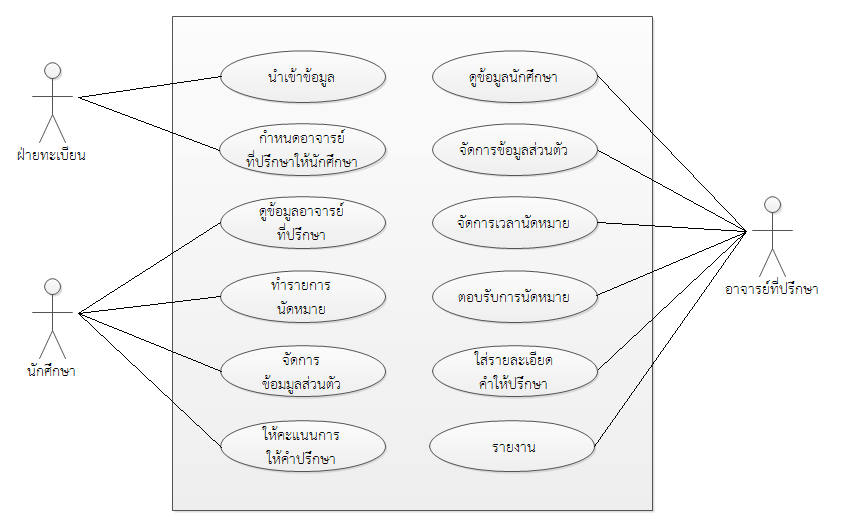 นำเข้าข้อมูล
ดูข้อมูลนักศึกษา
ฝ่ายทะเบียน
กำหนดอาจารย์
ที่ปรึกษาให้นักศึกษา
จัดการข้อมูลส่วนตัว
ดูข้อมูลอาจารย์
ที่ปรึกษา
จัดการเวลานัดหมาย
อาจารย์ที่ปรึกษา
ทำรายการ
นัดหมาย
ตอบรับการนัดหมาย
นักศึกษา
จัดการ
ข้อมมูลส่วนตัว
ใส่รายละเอียด
คำให้ปรึกษา
ให้คะแนนการ
ให้คำปรึกษา
รายงาน